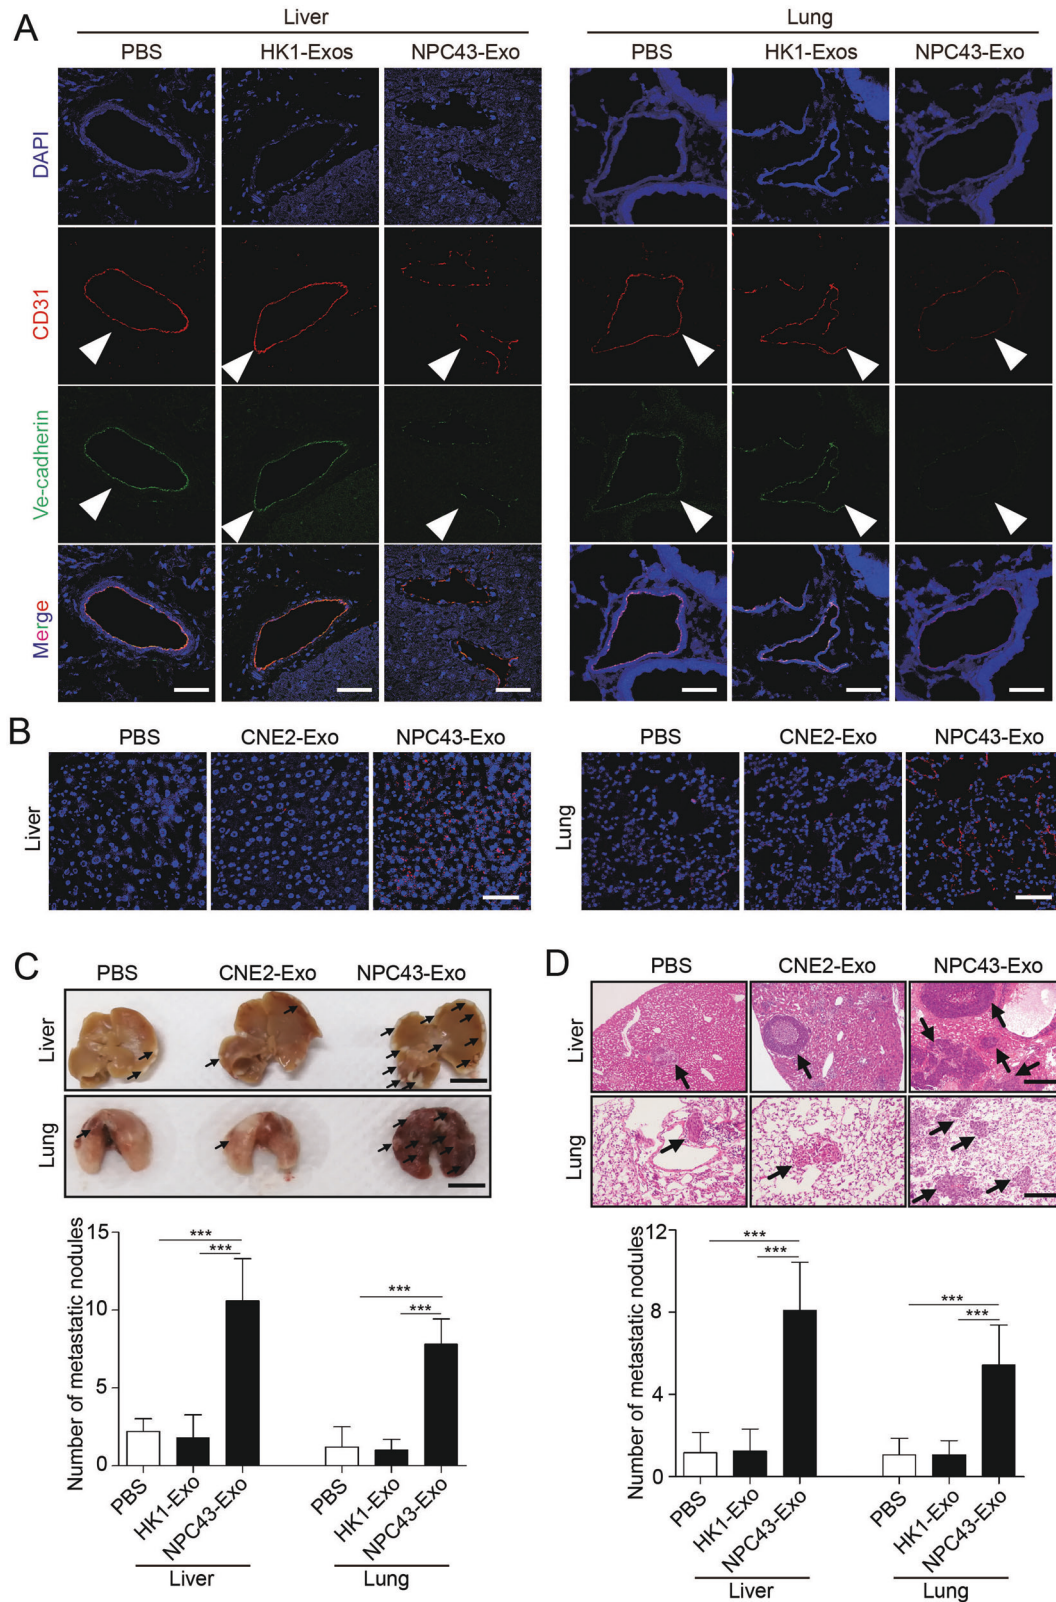 A
Liver
Lung
PBS HK1-Exos NPC43-Exo PBS HK1-Exos NPC43-Exo
DAPI
CD31
Ve-cadherin
Merge
B
PBS CNE2-Exo NPC43-Exo PBS CNE2-Exo NPC43-Exo
Liver
Lung
C
PBS CNE2-Exo NPC43-Exo
Liver
Lung
Number of metastatic nodules
15
10
5
0
*** 
***
***
***
PBS
HK1-Exo
NPC43-Exo
PBS
HK1-Exo
NPC43-Exo
Liver
Lung
D
PBS CNE2-Exo NPC43-Exo
Liver
Lung
Number of metastatic nodules
12
8
4
0
***
***
***
***
PBS
HK1-Exo
NPC43-Exo
PBS
HK1-Exo
NPC43-Exo
Liver
Lung